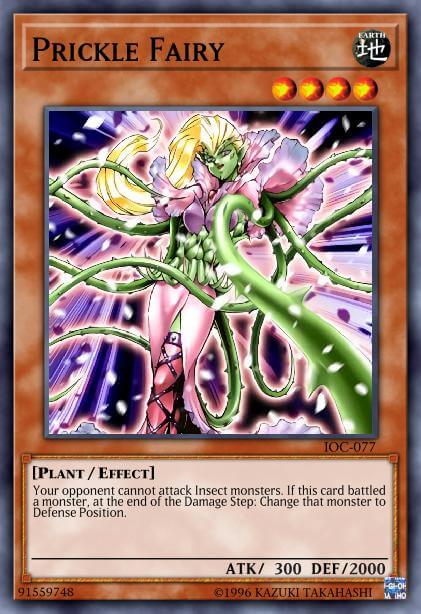 PRICKLE FAIRY
EARTH
地
IOC-077
[PLANT / EFFECT]
Your opponent cannot attack Insect monsters. If this card battled
a monster, at the end of the Damage Step: Change that monster to
Defense Position.
ATK/ 300 DEF/2000
91559748
©1996 KAZUKI TAKAHASHI